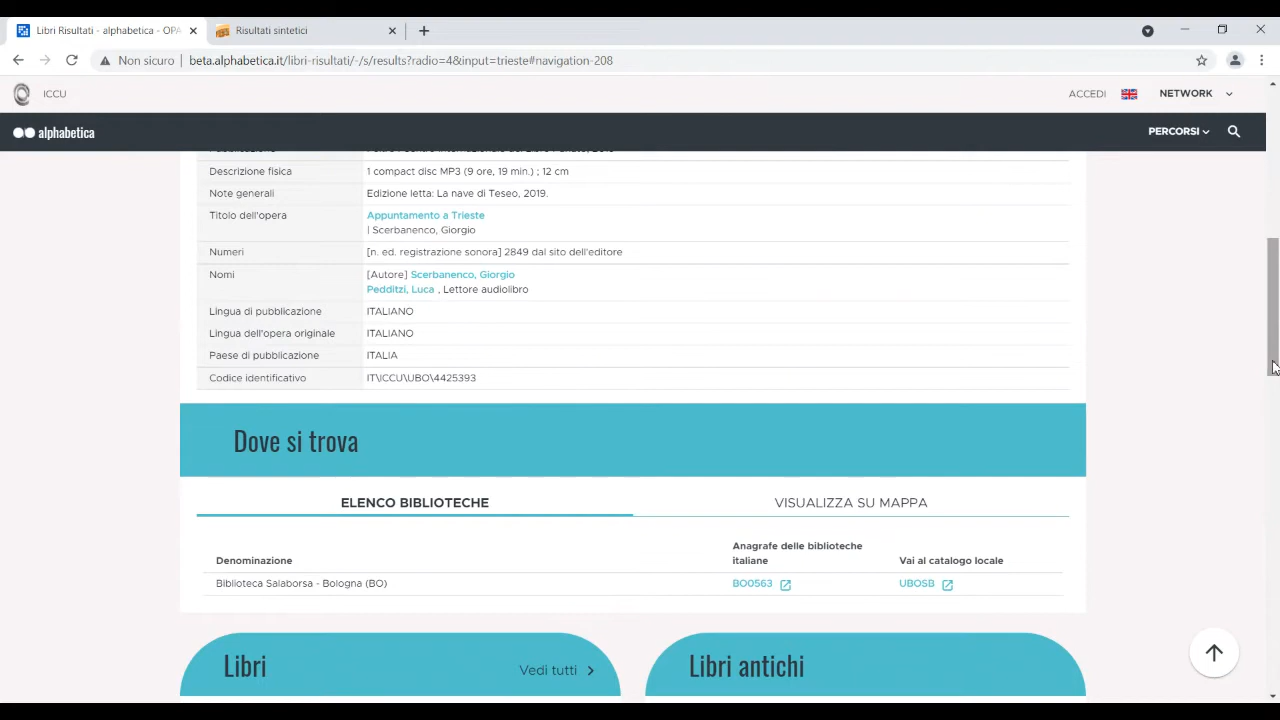 Libri Risultati - alphabetica - OPA
Risultati sintetici
Non sicuro
beta.alphabetica.it/libri-risultati/-/s/results?radio=4&input=trieste#navigation-208
ICCU
ACCEDI
NETWORK
alphabetica
PERCORSI
Descrizione fisica
1 compact disc MP3 (9 ore, 19 min.) ; 12 cm
Note generali
Edizione letta: La nave di Teseo, 2019.
Titolo dell'opera
Appuntamento a Trieste
| Scerbanenco, Giorgio
Numeri
[n. ed. registrazione sonora] 2849 dal sito dell'editore
Nomi
[Autore] Scerbanenco, Giorgio
Pedditzi, Luca , Lettore audiolibro
Lingua di pubblicazione
ITALIANO
Lingua dell'opera originale
ITALIANO
Paese di pubblicazione
ITALIA
Codice identificativo
IT\ICCU\UBO\4425393
Dove si trova
ELENCO BIBLIOTECHE
VISUALIZZA SU MAPPA
Denominazione
Anagrafe delle biblioteche
italiane
Vai al catalogo locale
Biblioteca Salaborsa - Bologna (BO)
BO0563
UBOSB
Libri
Vedi tutti
Libri antichi